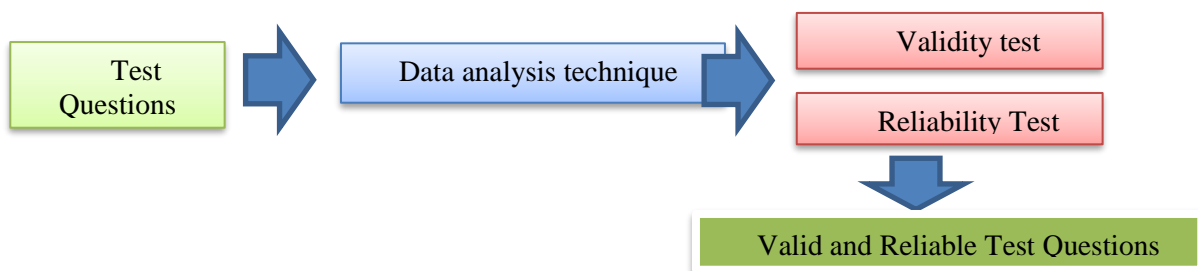 Test
Questions
Data analysis technique
Validity test
Reliability Test
Valid and Reliable Test Questions